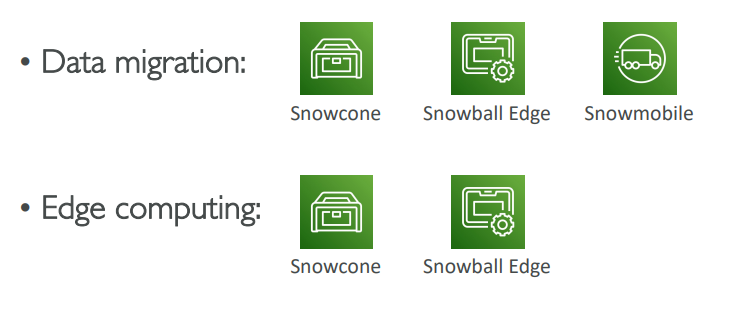 • Data migration:
Snowcone Snowball Edge Snowmobile
• Edge computing:
Snowcone Snowball Edge